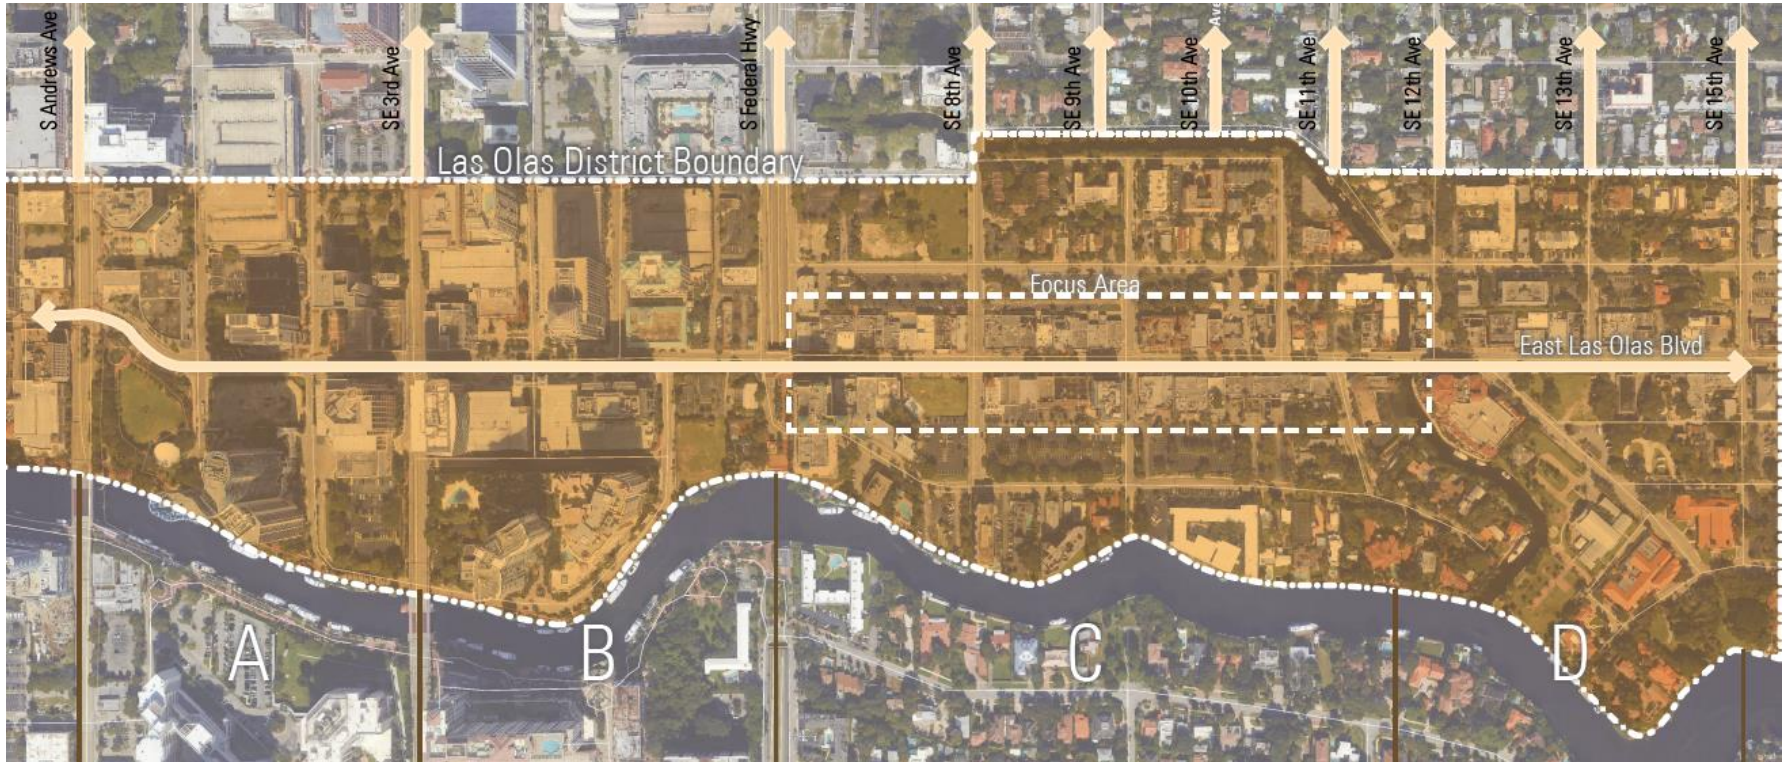 S Andrews Ave
SE 3rd Ave
S Federal Hwy
SE 8th Ave
SE 9th Ave
SE 10th Ave
Ave
SE 11th Ave
SE 12th Ave
SE 13th Ave
SE 15th Ave
Las Olas District Boundary
Focus Area
East Las Olas Blvd
A
B
C
D